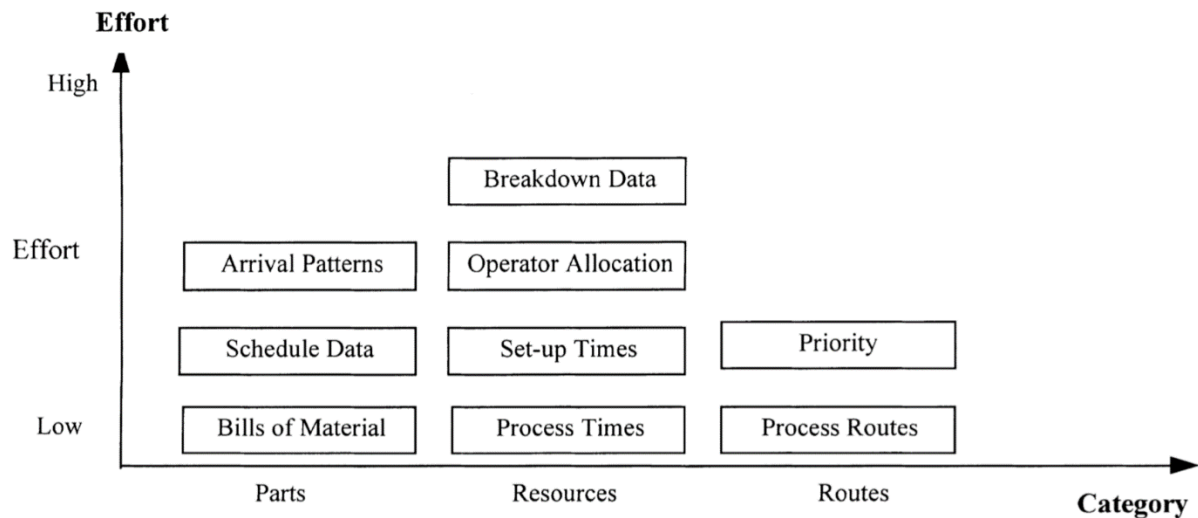 Effort
High
Breakdown Data
Effort
Arrival Patterns
Operator Allocation
Schedule Data
Set-up Times
Priority
Low
Bills of Material
Process Times
Process Routes
Parts
Resources
Routes
Category